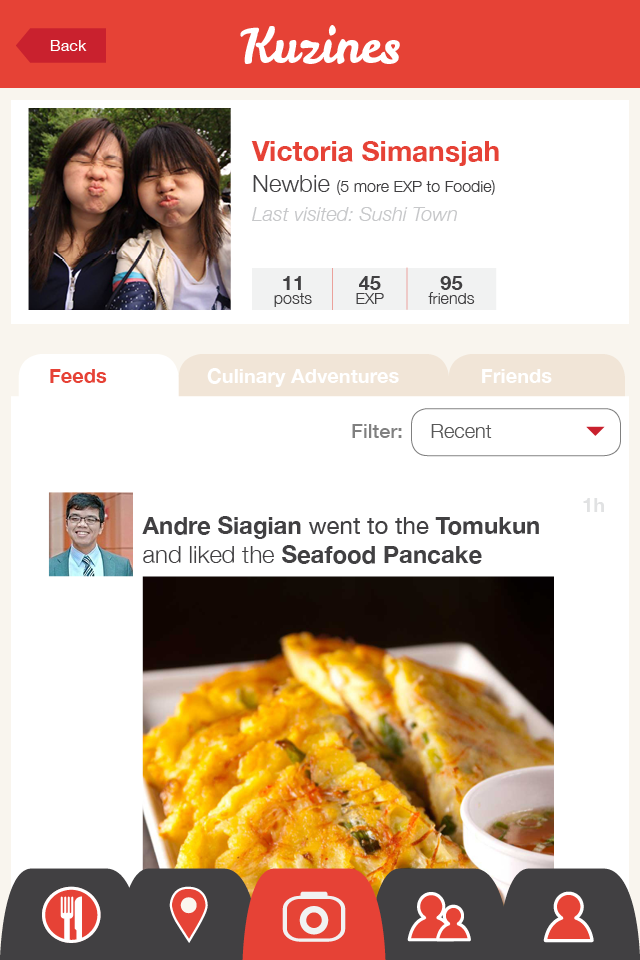 Back
Kuzines
Victoria Simansjah
Newbie (5 more EXP to Foodie)
Last visited: Sushi Town
11 45 95
posts EXP friends
Feeds Culinary Adventures Friends
Filter: Recent
1h
Andre Siagian went to the Tomukun
and liked the Seafood Pancake